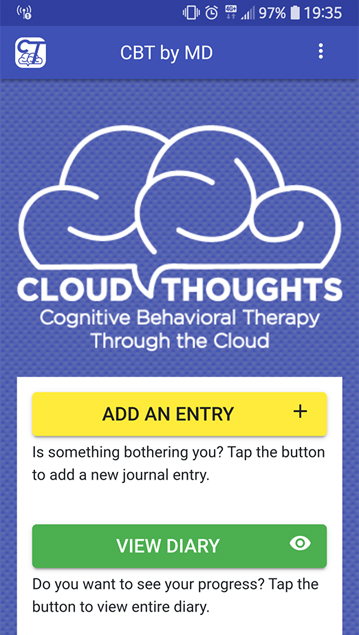 97% 19:35
CT
CBT by MD
CLOUD THOUGHTS
Cognitive Behavioral Therapy
Through the Cloud
ADD AN ENTRY +
Is something bothering you? Tap the button
to add a new journal entry.
VIEW DIARY
Do you want to see your progress? Tap the
button to view entire diary.